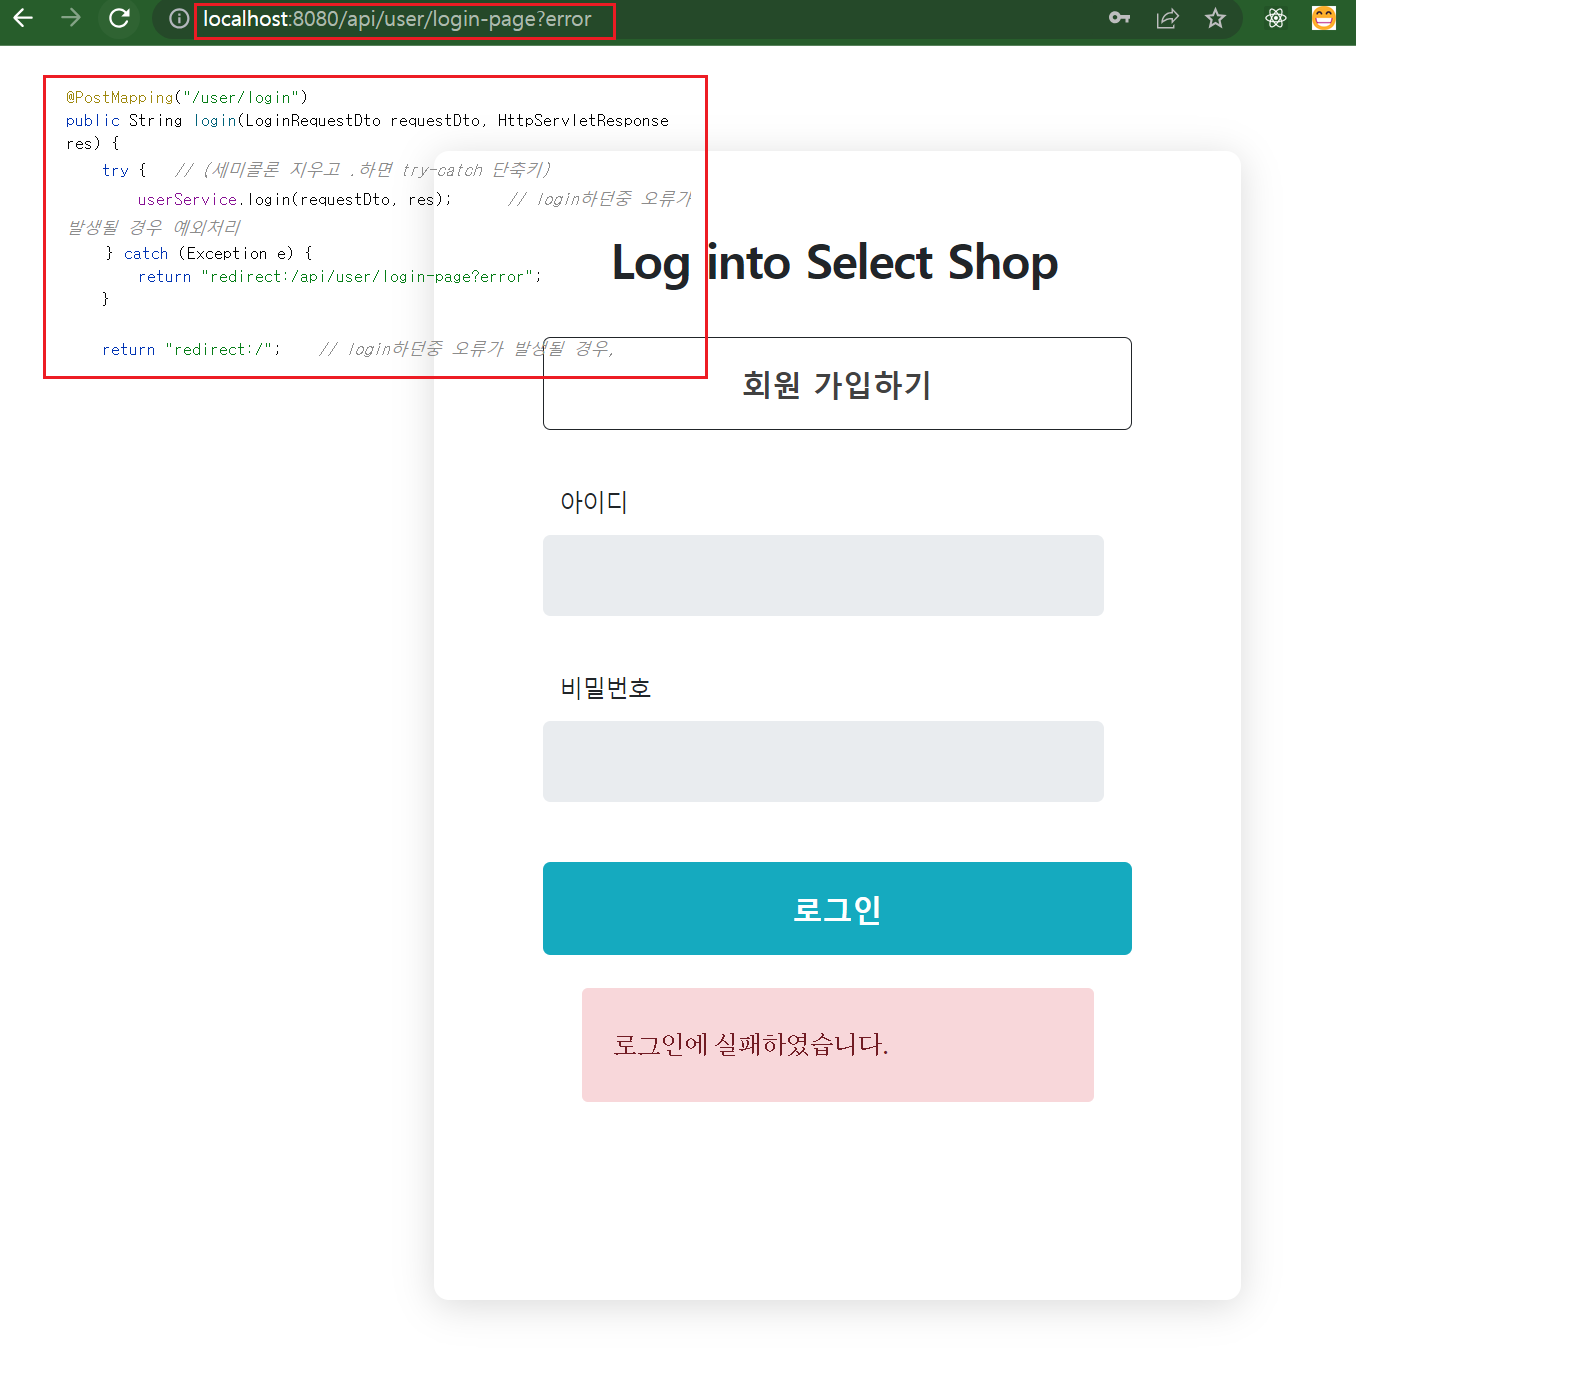 localhost:8080/api/user/login-page?error
@PostMapping("/user/login")
public String login(LoginRequestDto requestDto, HttpServletResponse
res) {
try {   // (세미콜론 지우고 .하면 try-catch 단축키)
userService.login(requestDto, res);      // login하던중 오류가
발생될 경우 예외처리
} catch (Exception e) {
return "redirect:/api/user/login-page?error";
}
return "redirect:/";    // login하던중 오류가 발생될 경우,
Log into Select Shop
회원 가입하기
아이디
비밀번호
로그인
로그인에 실패하였습니다.